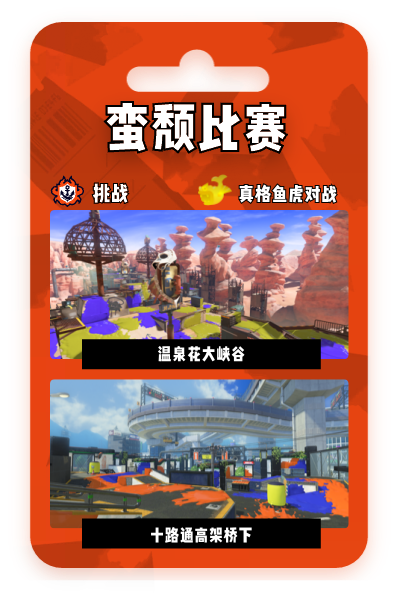 蛮颓比赛
挑战
真格鱼虎对战
温泉花大峡谷
十路通高架桥下